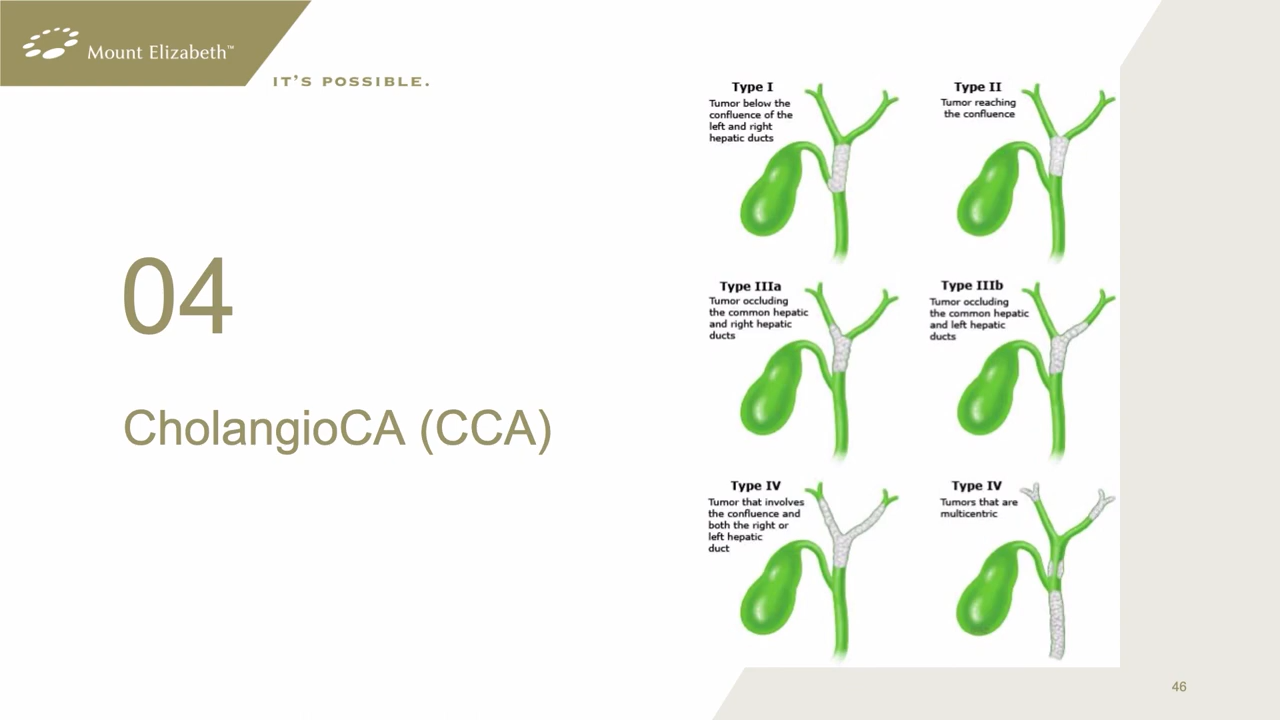 Mount Elizabeth™
IT'S POSSIBLE.
04
CholangioCA (CCA)
Type I
Tumor below the
confluence of the
left and right
hepatic ducts
Type II
Tumor reaching
the confluence
Type IIIa
Tumor occluding
the common hepatic
and right hepatic
ducts
Type IIIb
Tumor occluding
the common hepatic
and left hepatic
ducts
Type IV
Tumor that involves
the confluence and
both the right or
left hepatic
duct
Type IV
Tumors that are
multicentric
46